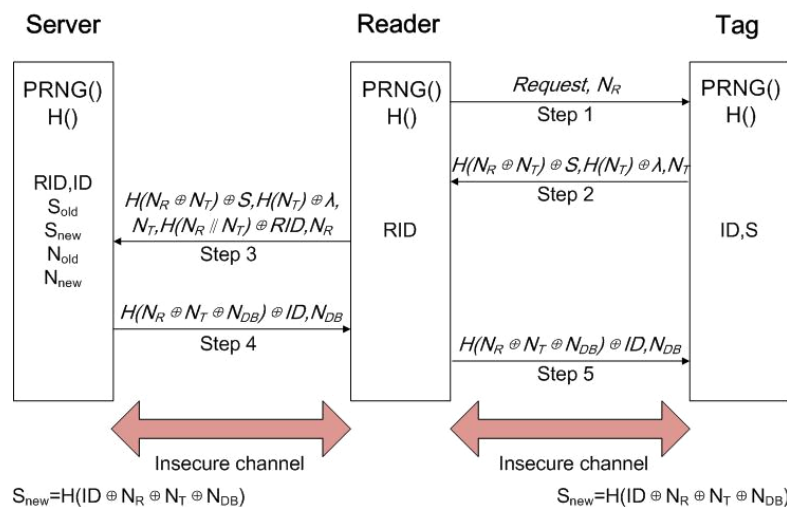 Server
Reader
Tag
PRNG()
H()
RID,ID
S_old
S_new
N_old
N_new
PRNG()
H()
RID
PRNG()
H()
ID,S
Request, N_R
Step 1
H(N_R ⊕ N_T) ⊕ S,H(N_T) ⊕ λ,N_T
Step 2
H(N_R ⊕ N_T) ⊕ S,H(N_T) ⊕ λ,
N_T,H(N_R // N_T) ⊕ RID,N_R
Step 3
H(N_R ⊕ N_T ⊕ N_DB) ⊕ ID,N_DB
Step 4
H(N_R ⊕ N_T ⊕ N_DB) ⊕ ID,N_DB
Step 5
Insecure channel
Insecure channel
S_new=H(ID ⊕ N_R ⊕ N_T ⊕ N_DB)
S_new=H(ID ⊕ N_R ⊕ N_T ⊕ N_DB)